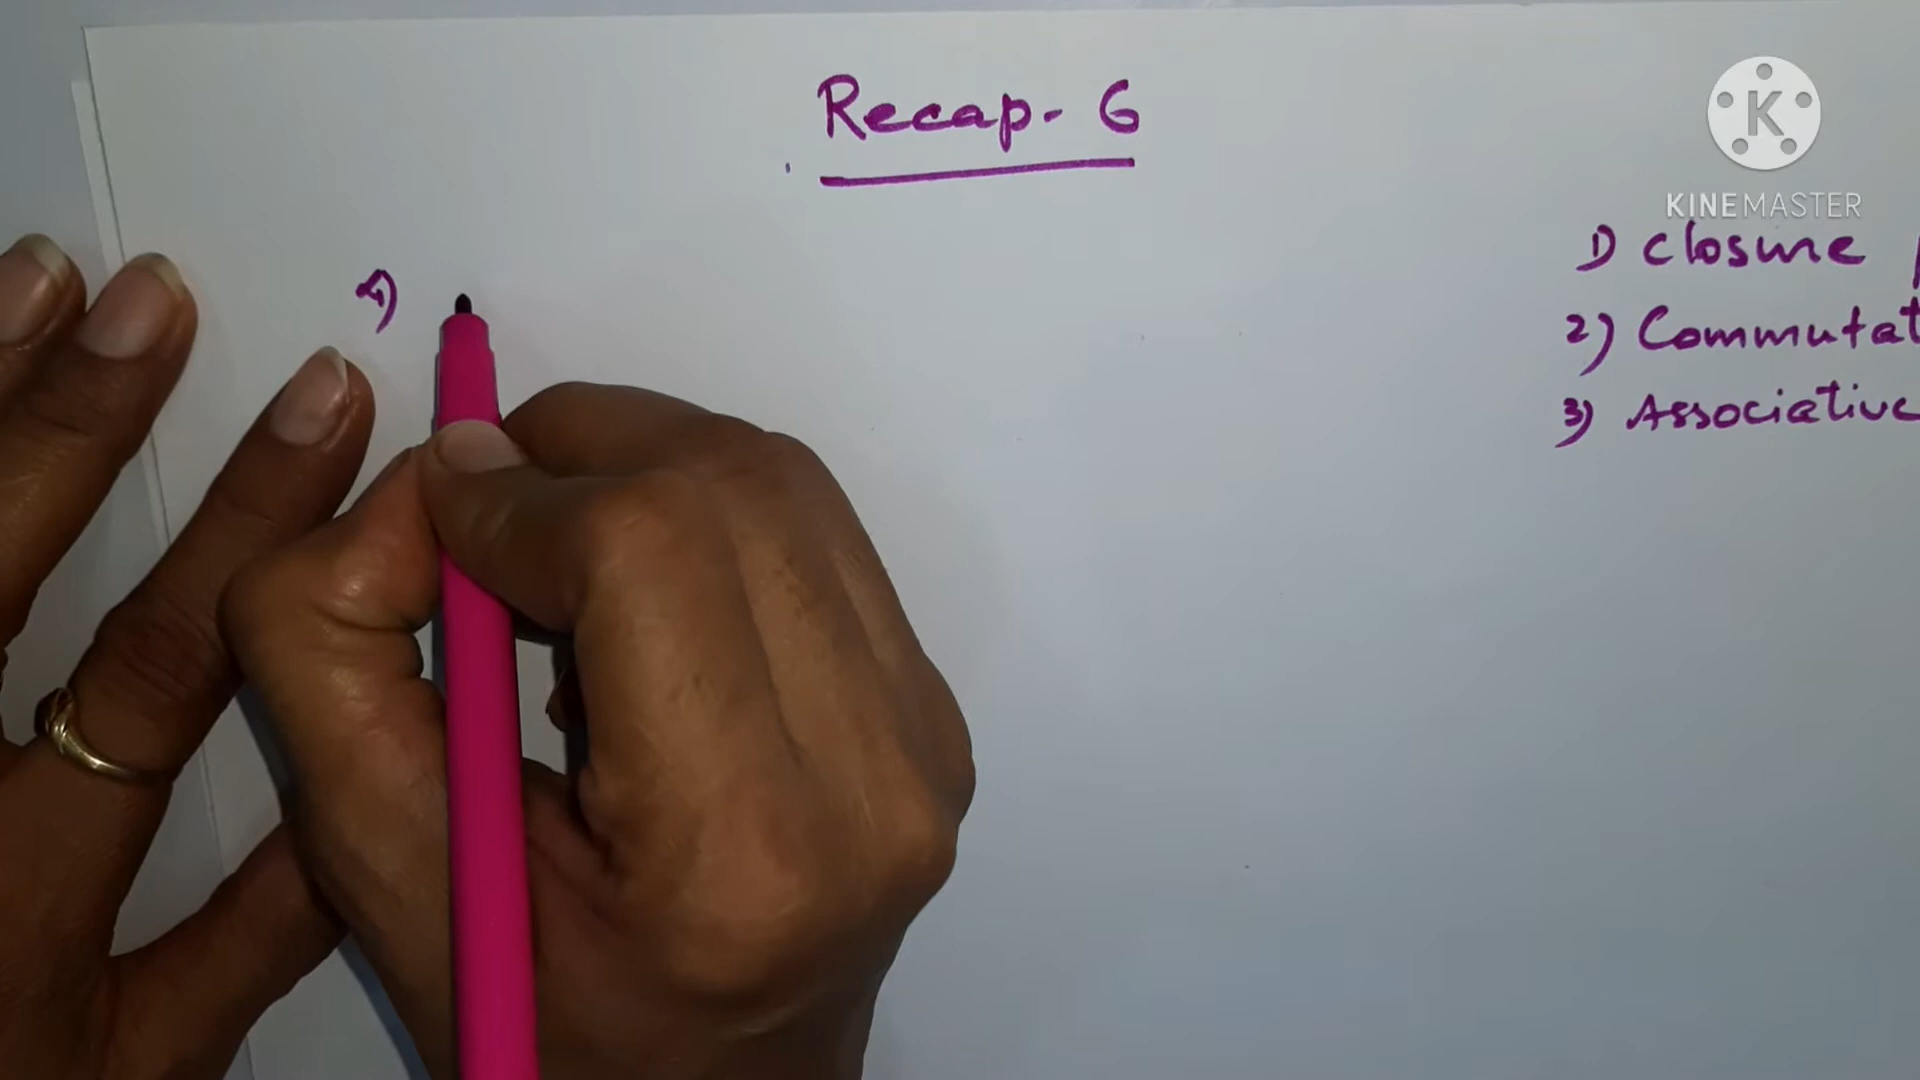 Recap- 6
K
KINEMASTER
1) closure
2) Commutat
3) Associative
4)